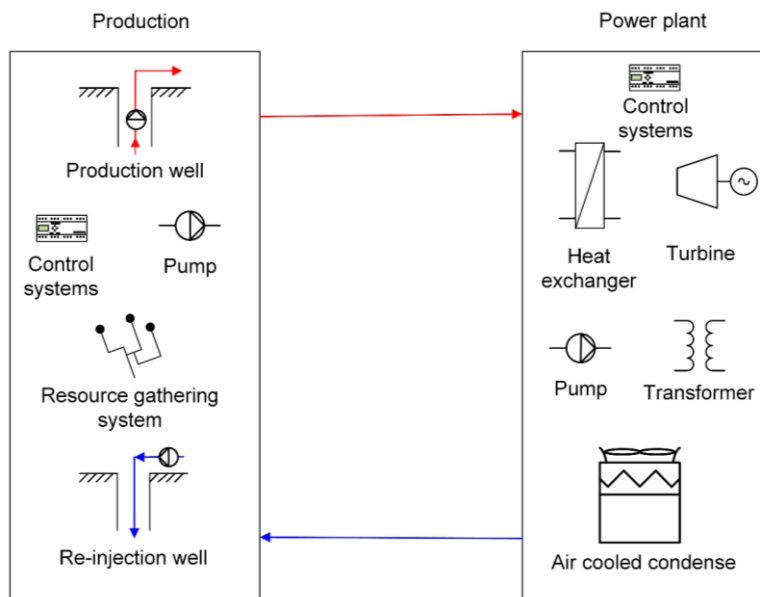 Production
Power plant
Production well
Control
systems
Pump
Resource gathering
system
Re-injection well
Control
systems
Heat
exchanger
Turbine
Pump
Transformer
Air cooled condense